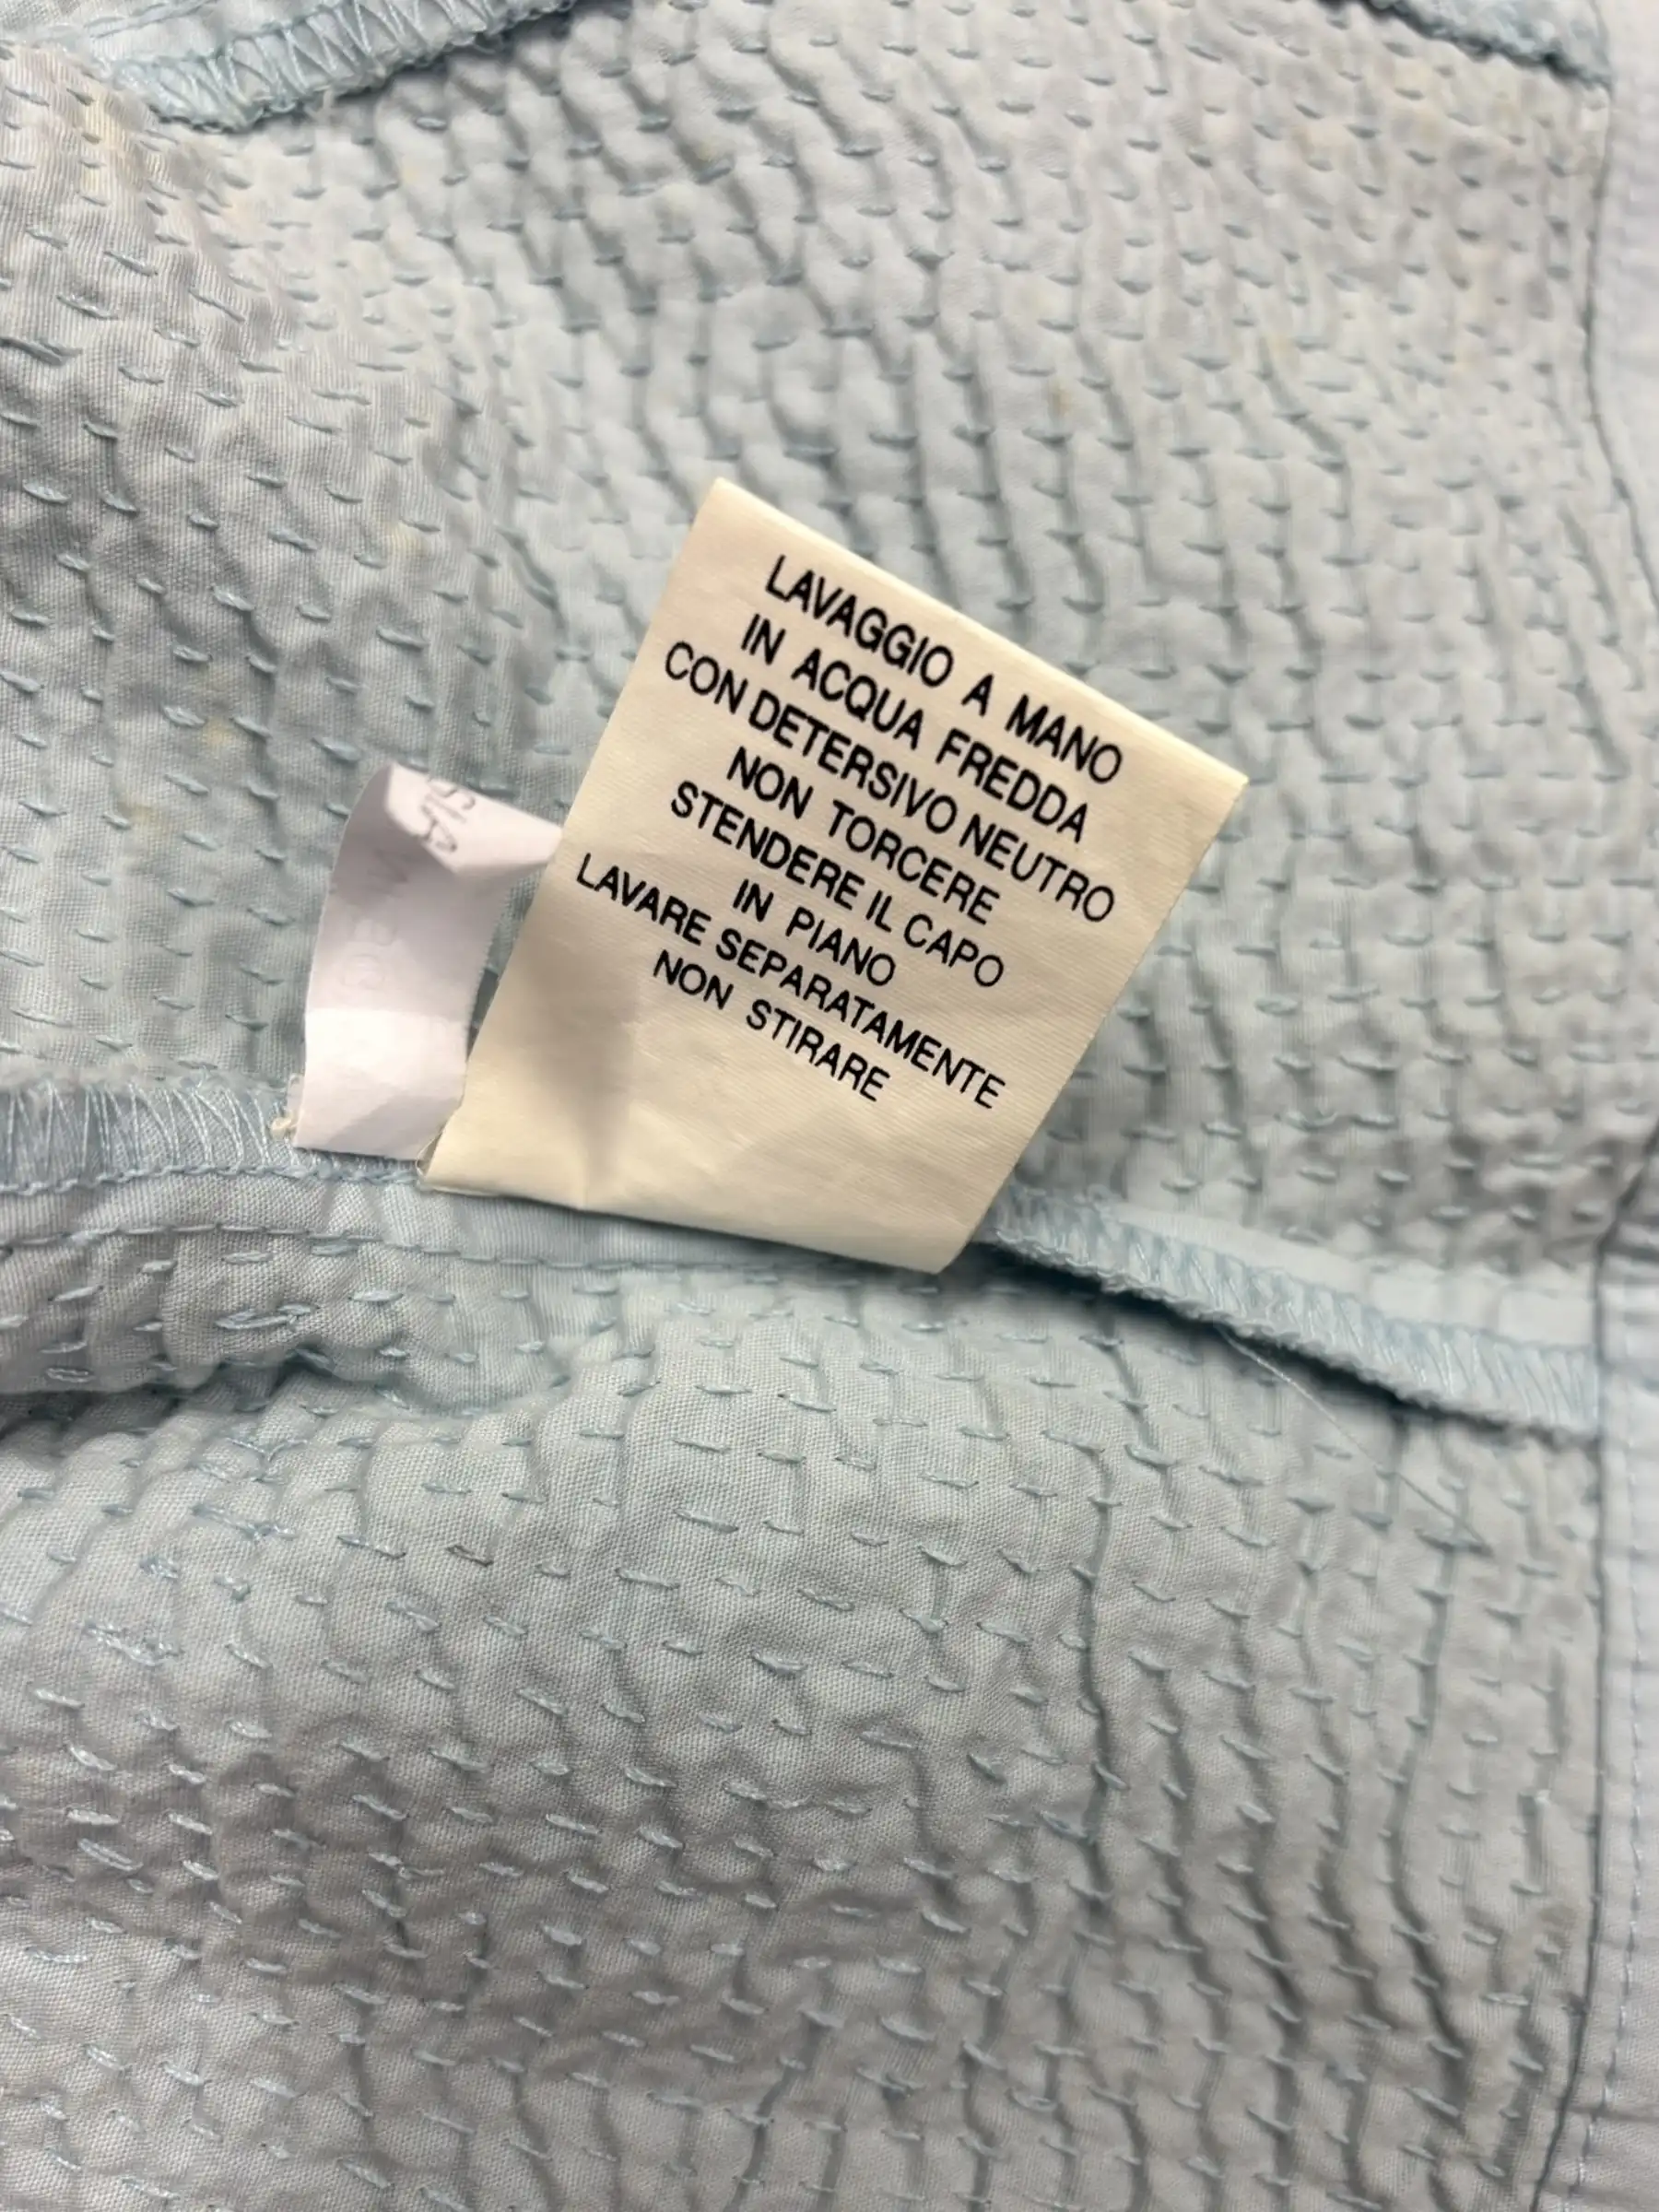 LAVAGGIO A MANO
IN ACQUA FREDDA
CON DETERSIVO NEUTRO
NON TORCERE
STENDERE IL CAPO
IN PIANO
LAVARE SEPARATAMENTE
NON STIRARE